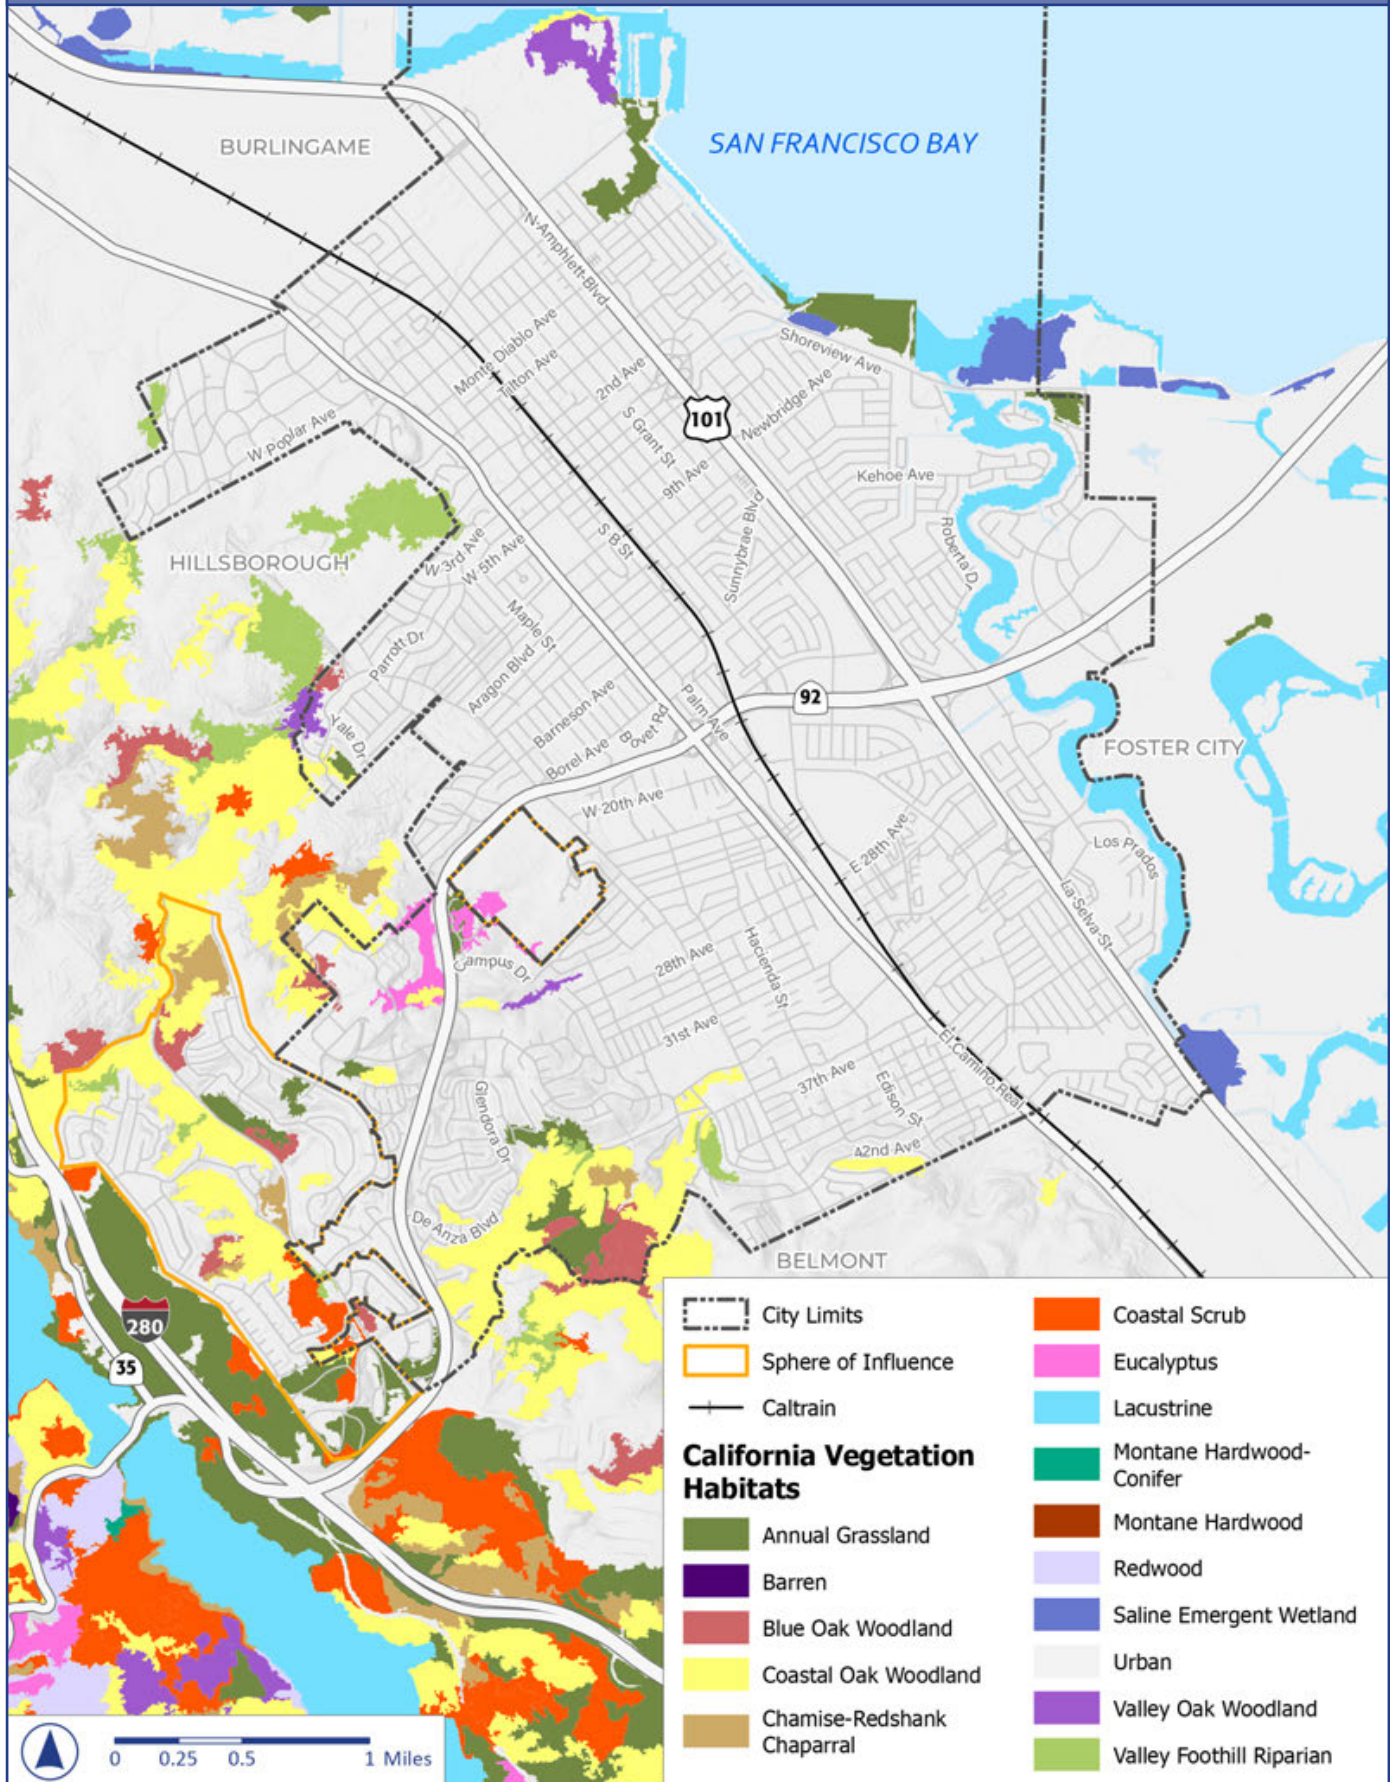 BURLINGAME
SAN FRANCISCO BAY
N Amphlett Blvd
Monte Diablo Ave
Tilton Ave
2nd Ave
Shoreview Ave
Newbridge Ave
101
S Grant St
W Poplar Ave
9th Ave
Kehoe Ave
Sunnybrae Blvd
S B St
Roberta Dr
W 3rd Ave
W 5th Ave
HILLSBOROUGH
Maple St
Parrott Dr
Aragon Blvd
Barneson Ave
Palm Ave
92
Yale Dr
Bovet Rd
Borel Ave
FOSTER CITY
W 20th Ave
E 28th Ave
Los Prados
La Selva St
Campus Dr
28th Ave
Hacienda St
31st Ave
El Camino Real
37th Ave
Edison St
Glendora Dr
42nd Ave
De Anza Blvd
BELMONT
280
35
City Limits
Sphere of Influence
Caltrain
California Vegetation
Habitats
Annual Grassland
Barren
Blue Oak Woodland
Coastal Oak Woodland
Chamise-Redshank
Chaparral
Coastal Scrub
Eucalyptus
Lacustrine
Montane Hardwood-
Conifer
Montane Hardwood
Redwood
Saline Emergent Wetland
Urban
Valley Oak Woodland
Valley Foothill Riparian
0 0.25 0.5 1 Miles